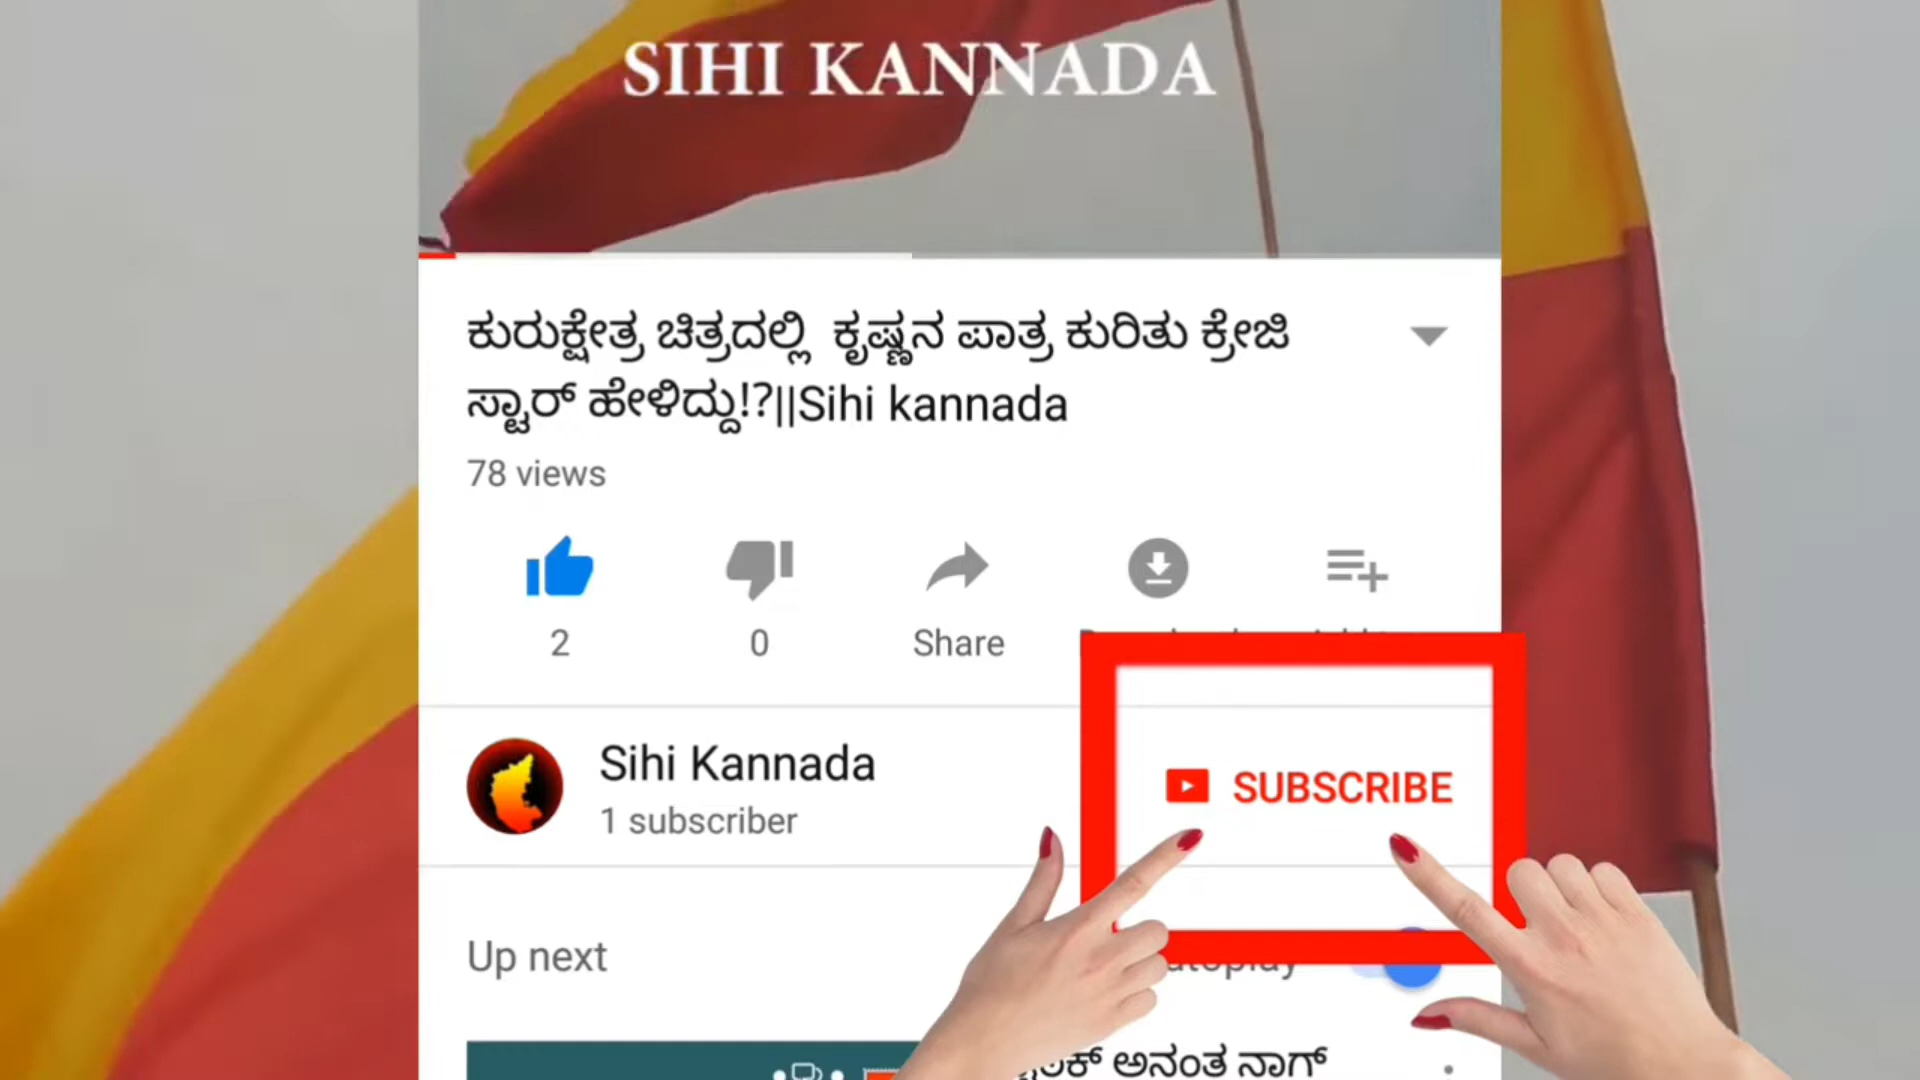 SIHI KANNADA
ಕುರುಕ್ಷೇತ್ರ ಚಿತ್ರದಲ್ಲಿ ಕೃಷ್ಣನ ಪಾತ್ರ ಕುರಿತು ಕ್ರೇಜಿ
ಸ್ಟಾರ್ ಹೇಳಿದ್ದು!?||Sihi kannada
78 views
2 0 Share
Sihi Kannada
1 subscriber
SUBSCRIBE
Up next
ಅನಂತ ನಾಗ್